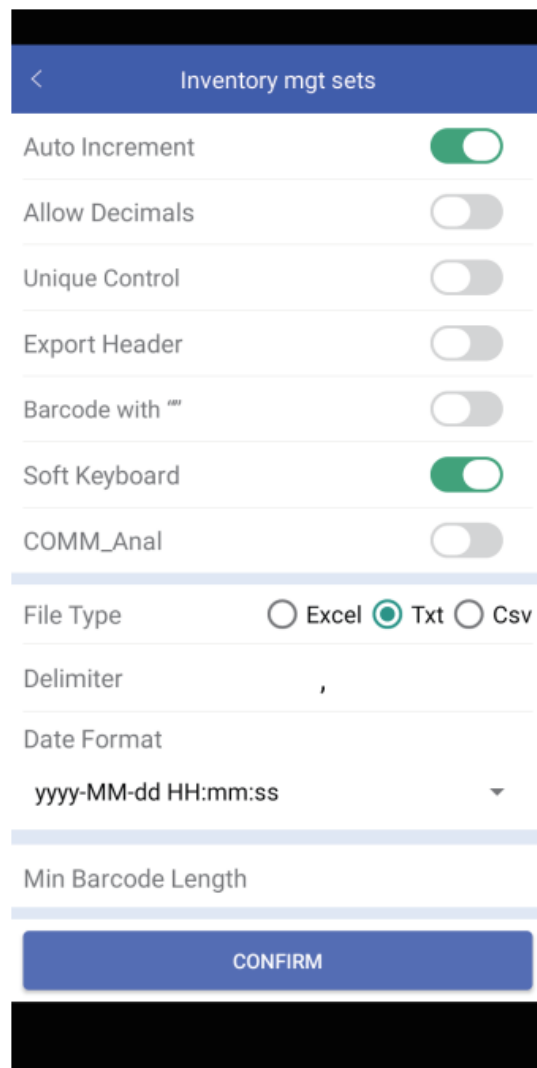 Inventory mgt sets
Auto Increment
Allow Decimals
Unique Control
Export Header
Barcode with “”
Soft Keyboard
COMM_Anal
File Type Excel Txt Csv
Delimiter ,
Date Format
yyyy-MM-dd HH:mm:ss
Min Barcode Length
CONFIRM